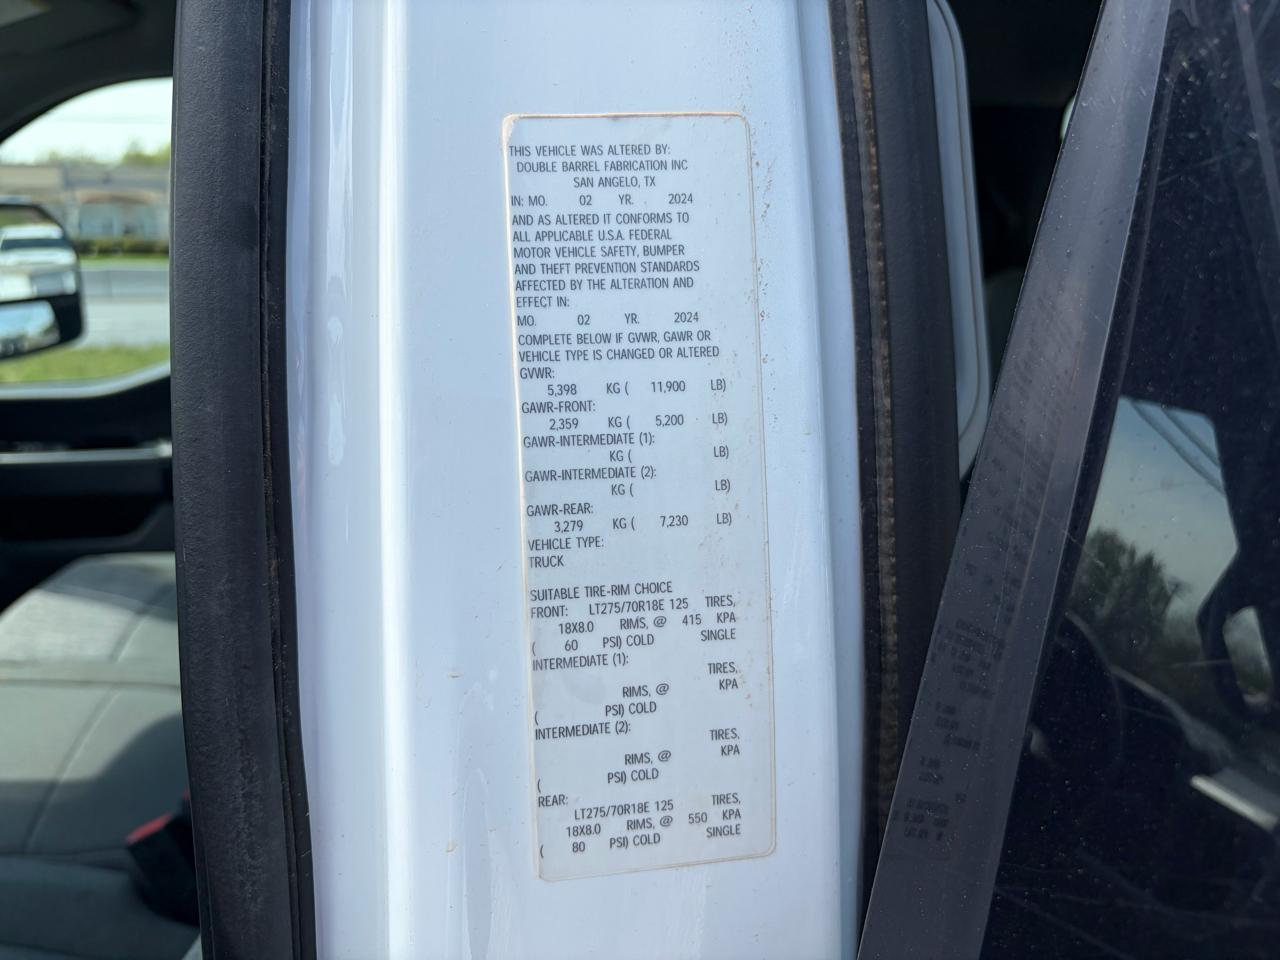 THIS VEHICLE WAS ALTERED BY:
DOUBLE BARREL FABRICATION INC
SAN ANGELO, TX
IN: MO. 02 YR. 2024
AND AS ALTERED IT CONFORMS TO
ALL APPLICABLE U.S.A. FEDERAL
MOTOR VEHICLE SAFETY, BUMPER
AND THEFT PREVENTION STANDARDS
AFFECTED BY THE ALTERATION AND
EFFECT IN:
MO. 02 YR. 2024
COMPLETE BELOW IF GVWR, GAWR OR
VEHICLE TYPE IS CHANGED OR ALTERED
GVWR:
5,398 KG ( 11,900 LB)
GAWR-FRONT:
2,359 KG ( 5,200 LB)
GAWR-INTERMEDIATE (1):
KG ( LB)
GAWR-INTERMEDIATE (2):
KG ( LB)
GAWR-REAR:
3,279 KG ( 7,230 LB)
VEHICLE TYPE:
TRUCK
SUITABLE TIRE-RIM CHOICE
FRONT: LT275/70R18E 125 TIRES,
18X8.0 RIMS, @ 415 KPA
( 60 PSI) COLD SINGLE
INTERMEDIATE (1): TIRES,
RIMS, @ KPA
( PSI) COLD
INTERMEDIATE (2): TIRES,
RIMS, @ KPA
( PSI) COLD
REAR: LT275/70R18E 125 TIRES,
18X8.0 RIMS, @ 550 KPA
( 80 PSI) COLD SINGLE